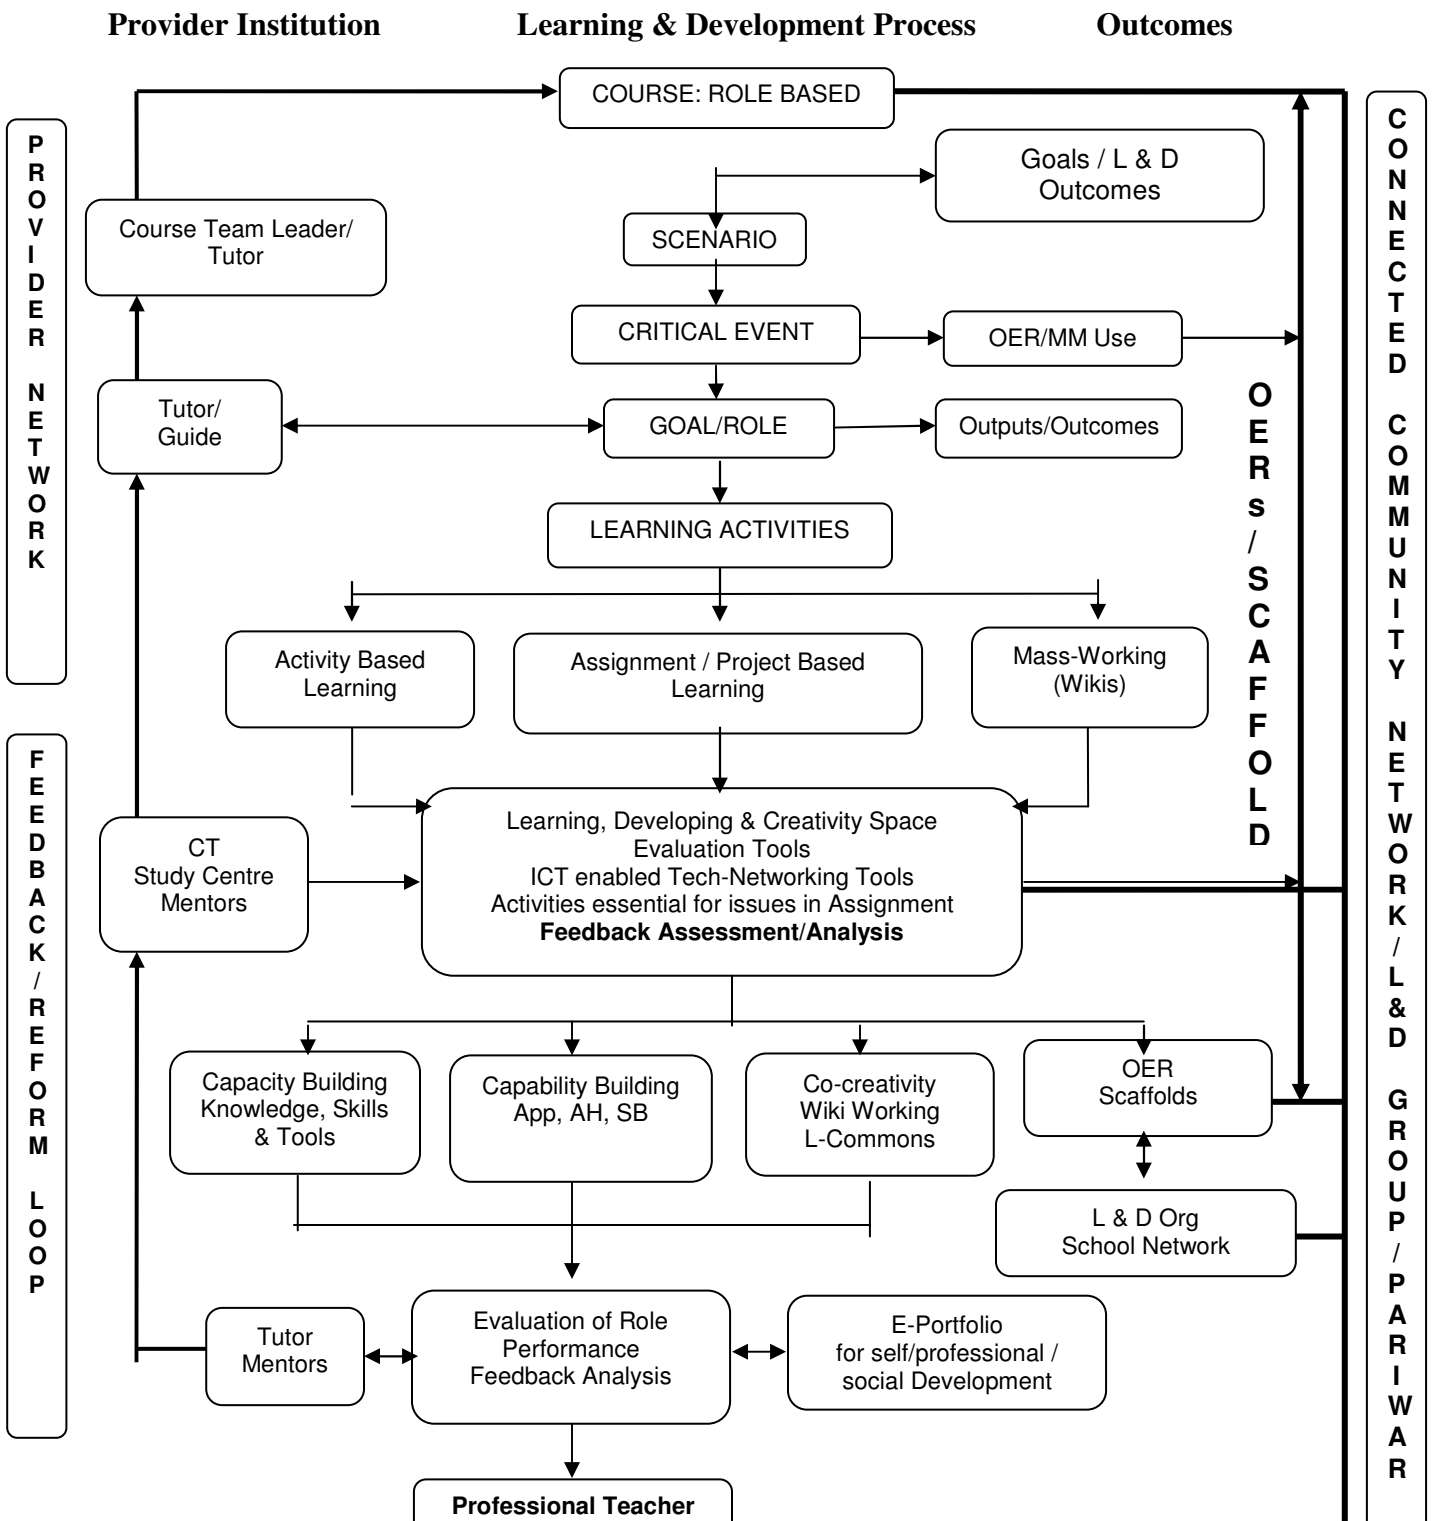 Provider Institution
Learning & Development Process
Outcomes
COURSE: ROLE BASED
PROVIDER NETWORK
Goals / L & D
Outcomes
Course Team Leader/
Tutor
SCENARIO
CRITICAL EVENT
OER/MM Use
Tutor/
Guide
GOAL/ROLE
Outputs/Outcomes
LEARNING ACTIVITIES
OERs/SCAFFOLD
CONNECTED COMMUNITY NETWORK/L&D GROUP/PARIWAR
Activity Based
Learning
Assignment / Project Based
Learning
Mass-Working
(Wikis)
FEEDBACK/REFORM LOOP
CT
Study Centre
Mentors
Learning, Developing & Creativity Space
Evaluation Tools
ICT enabled Tech-Networking Tools
Activities essential for issues in Assignment
Feedback Assessment/Analysis
Capacity Building
Knowledge, Skills
& Tools
Capability Building
App, AH, SB
Co-creativity
Wiki Working
L-Commons
OER
Scaffolds
L & D Org
School Network
Tutor
Mentors
Evaluation of Role
Performance
Feedback Analysis
E-Portfolio
for self/professional /
social Development
Professional Teacher